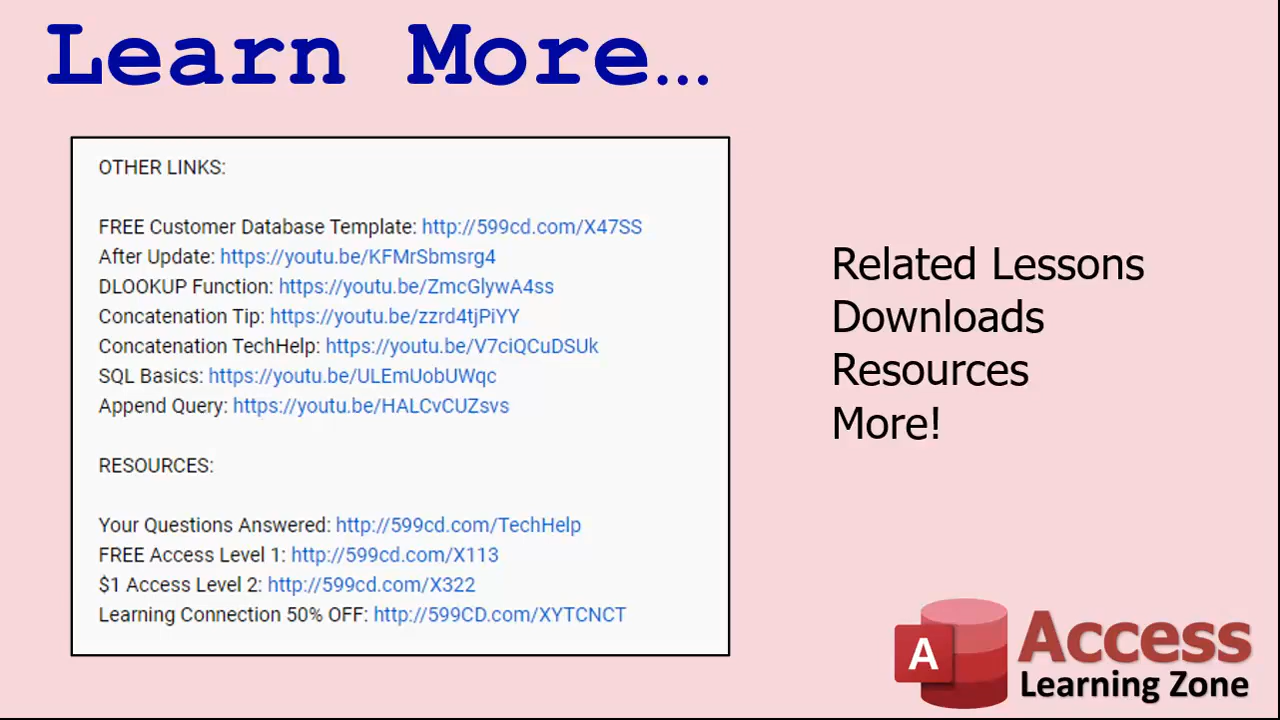 Learn More...
OTHER LINKS:
FREE Customer Database Template: http://599cd.com/X47SS
After Update: https://youtu.be/KFMrSbmsrg4
DLOOKUP Function: https://youtu.be/ZmcGlywA4ss
Concatenation Tip: https://youtu.be/zzrd4tjPiYY
Concatenation TechHelp: https://youtu.be/V7ciQCuDSUk
SQL Basics: https://youtu.be/ULEmUobUWqc
Append Query: https://youtu.be/HALCvCUZsvs
RESOURCES:
Your Questions Answered: http://599cd.com/TechHelp
FREE Access Level 1: http://599cd.com/X113
$1 Access Level 2: http://599cd.com/X322
Learning Connection 50% OFF: http://599CD.com/XYTCNCT
Related Lessons
Downloads
Resources
More!
A
Access
Learning Zone